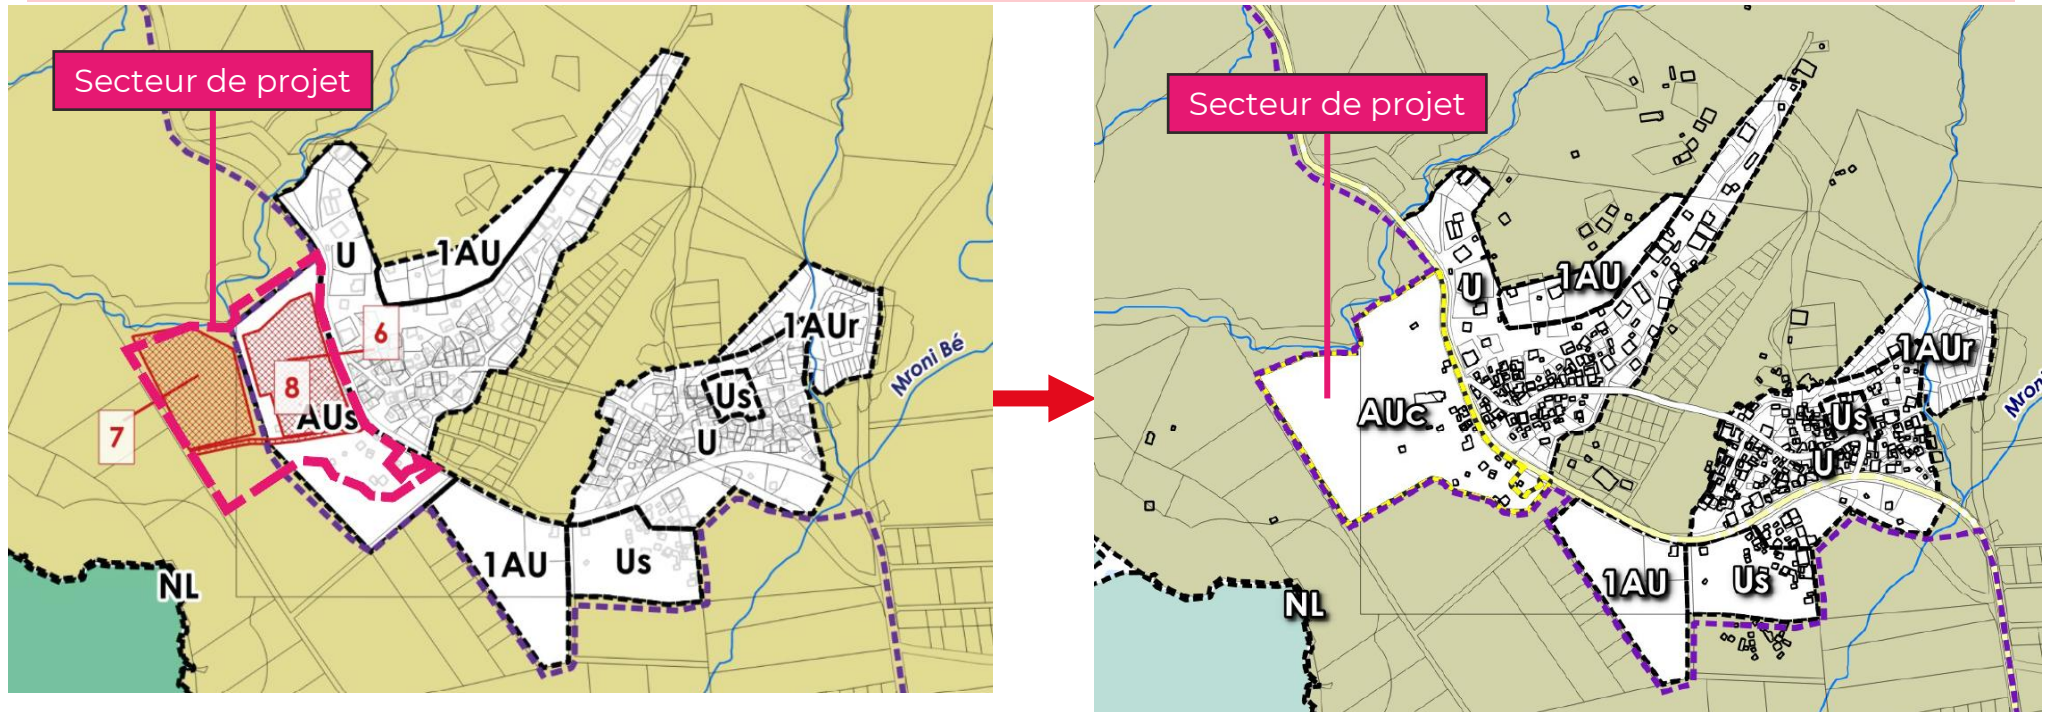 Secteur de projet
U
1AU
6
8
AUs
7
1AUr
Us
U
Mroni Bé
1AU
Us
NL
Secteur de projet
U
1AU
AUc
1AUr
Us
U
Mroni
1AU
Us
NL